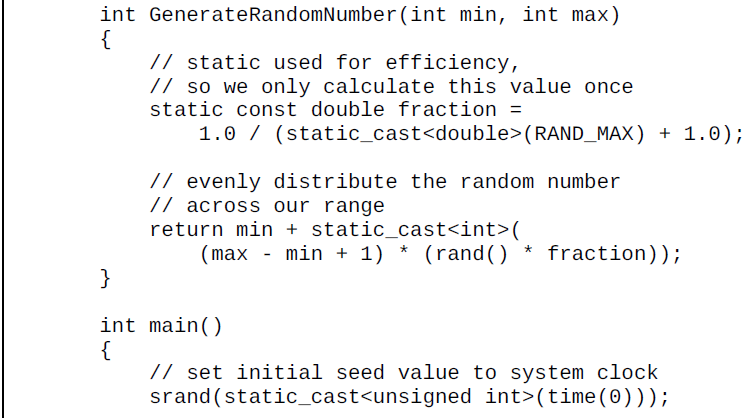 int GenerateRandomNumber(int min, int max)
{
    // static used for efficiency,
    // so we only calculate this value once
    static const double fraction =
        1.0 / (static_cast<double>(RAND_MAX) + 1.0);

    // evenly distribute the random number
    // across our range
    return min + static_cast<int>(
        (max - min + 1) * (rand() * fraction));
}

int main()
{
    // set initial seed value to system clock
    srand(static_cast<unsigned int>(time(0)));